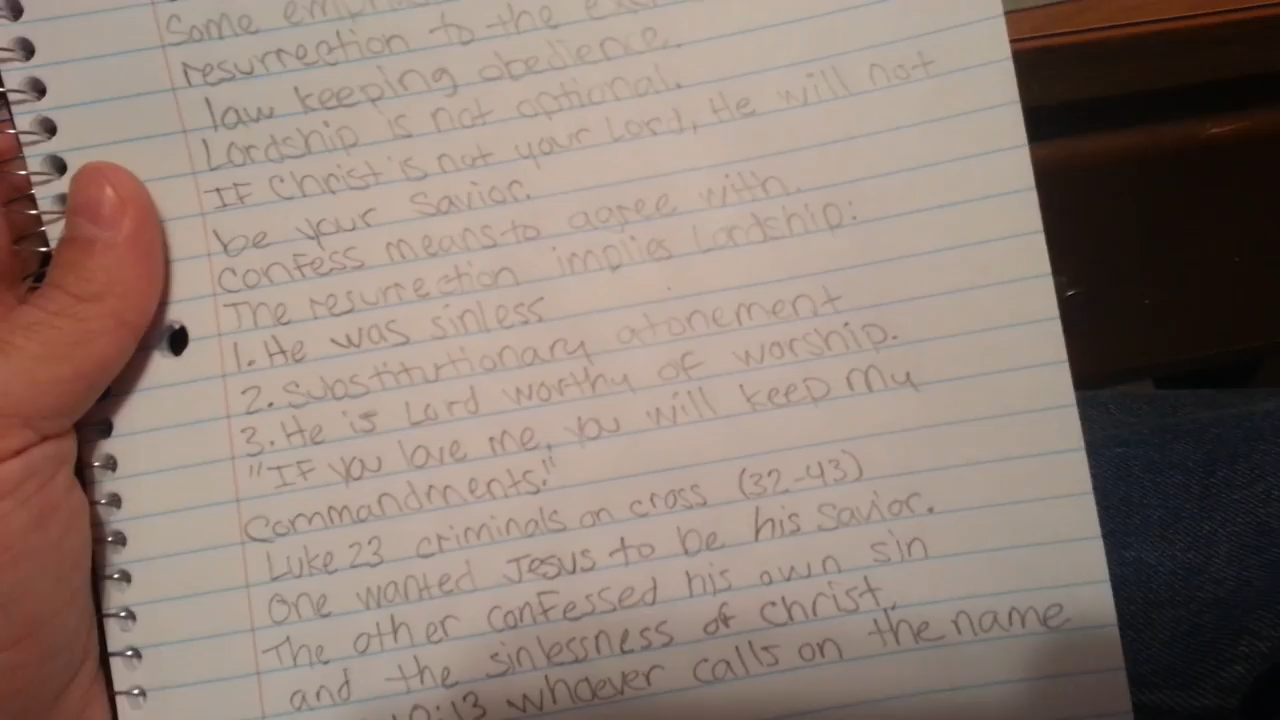 Some
resurrection to the
law keeping obedience.
Lordship is not optional.
IF Christ is not your Lord, He will not
be your Savior.
Confess means to agree with.
The resurrection implies Lordship:
1. He was sinless
2. Substitutionary atonement
3. He is Lord worthy of worship.
"IF you love me, you will keep my
Commandments."
Luke 23 criminals on cross (32-43)
One wanted Jesus to be his savior.
The other confessed his own sin
and the sinlessness of Christ.
10:13 whoever calls on the name